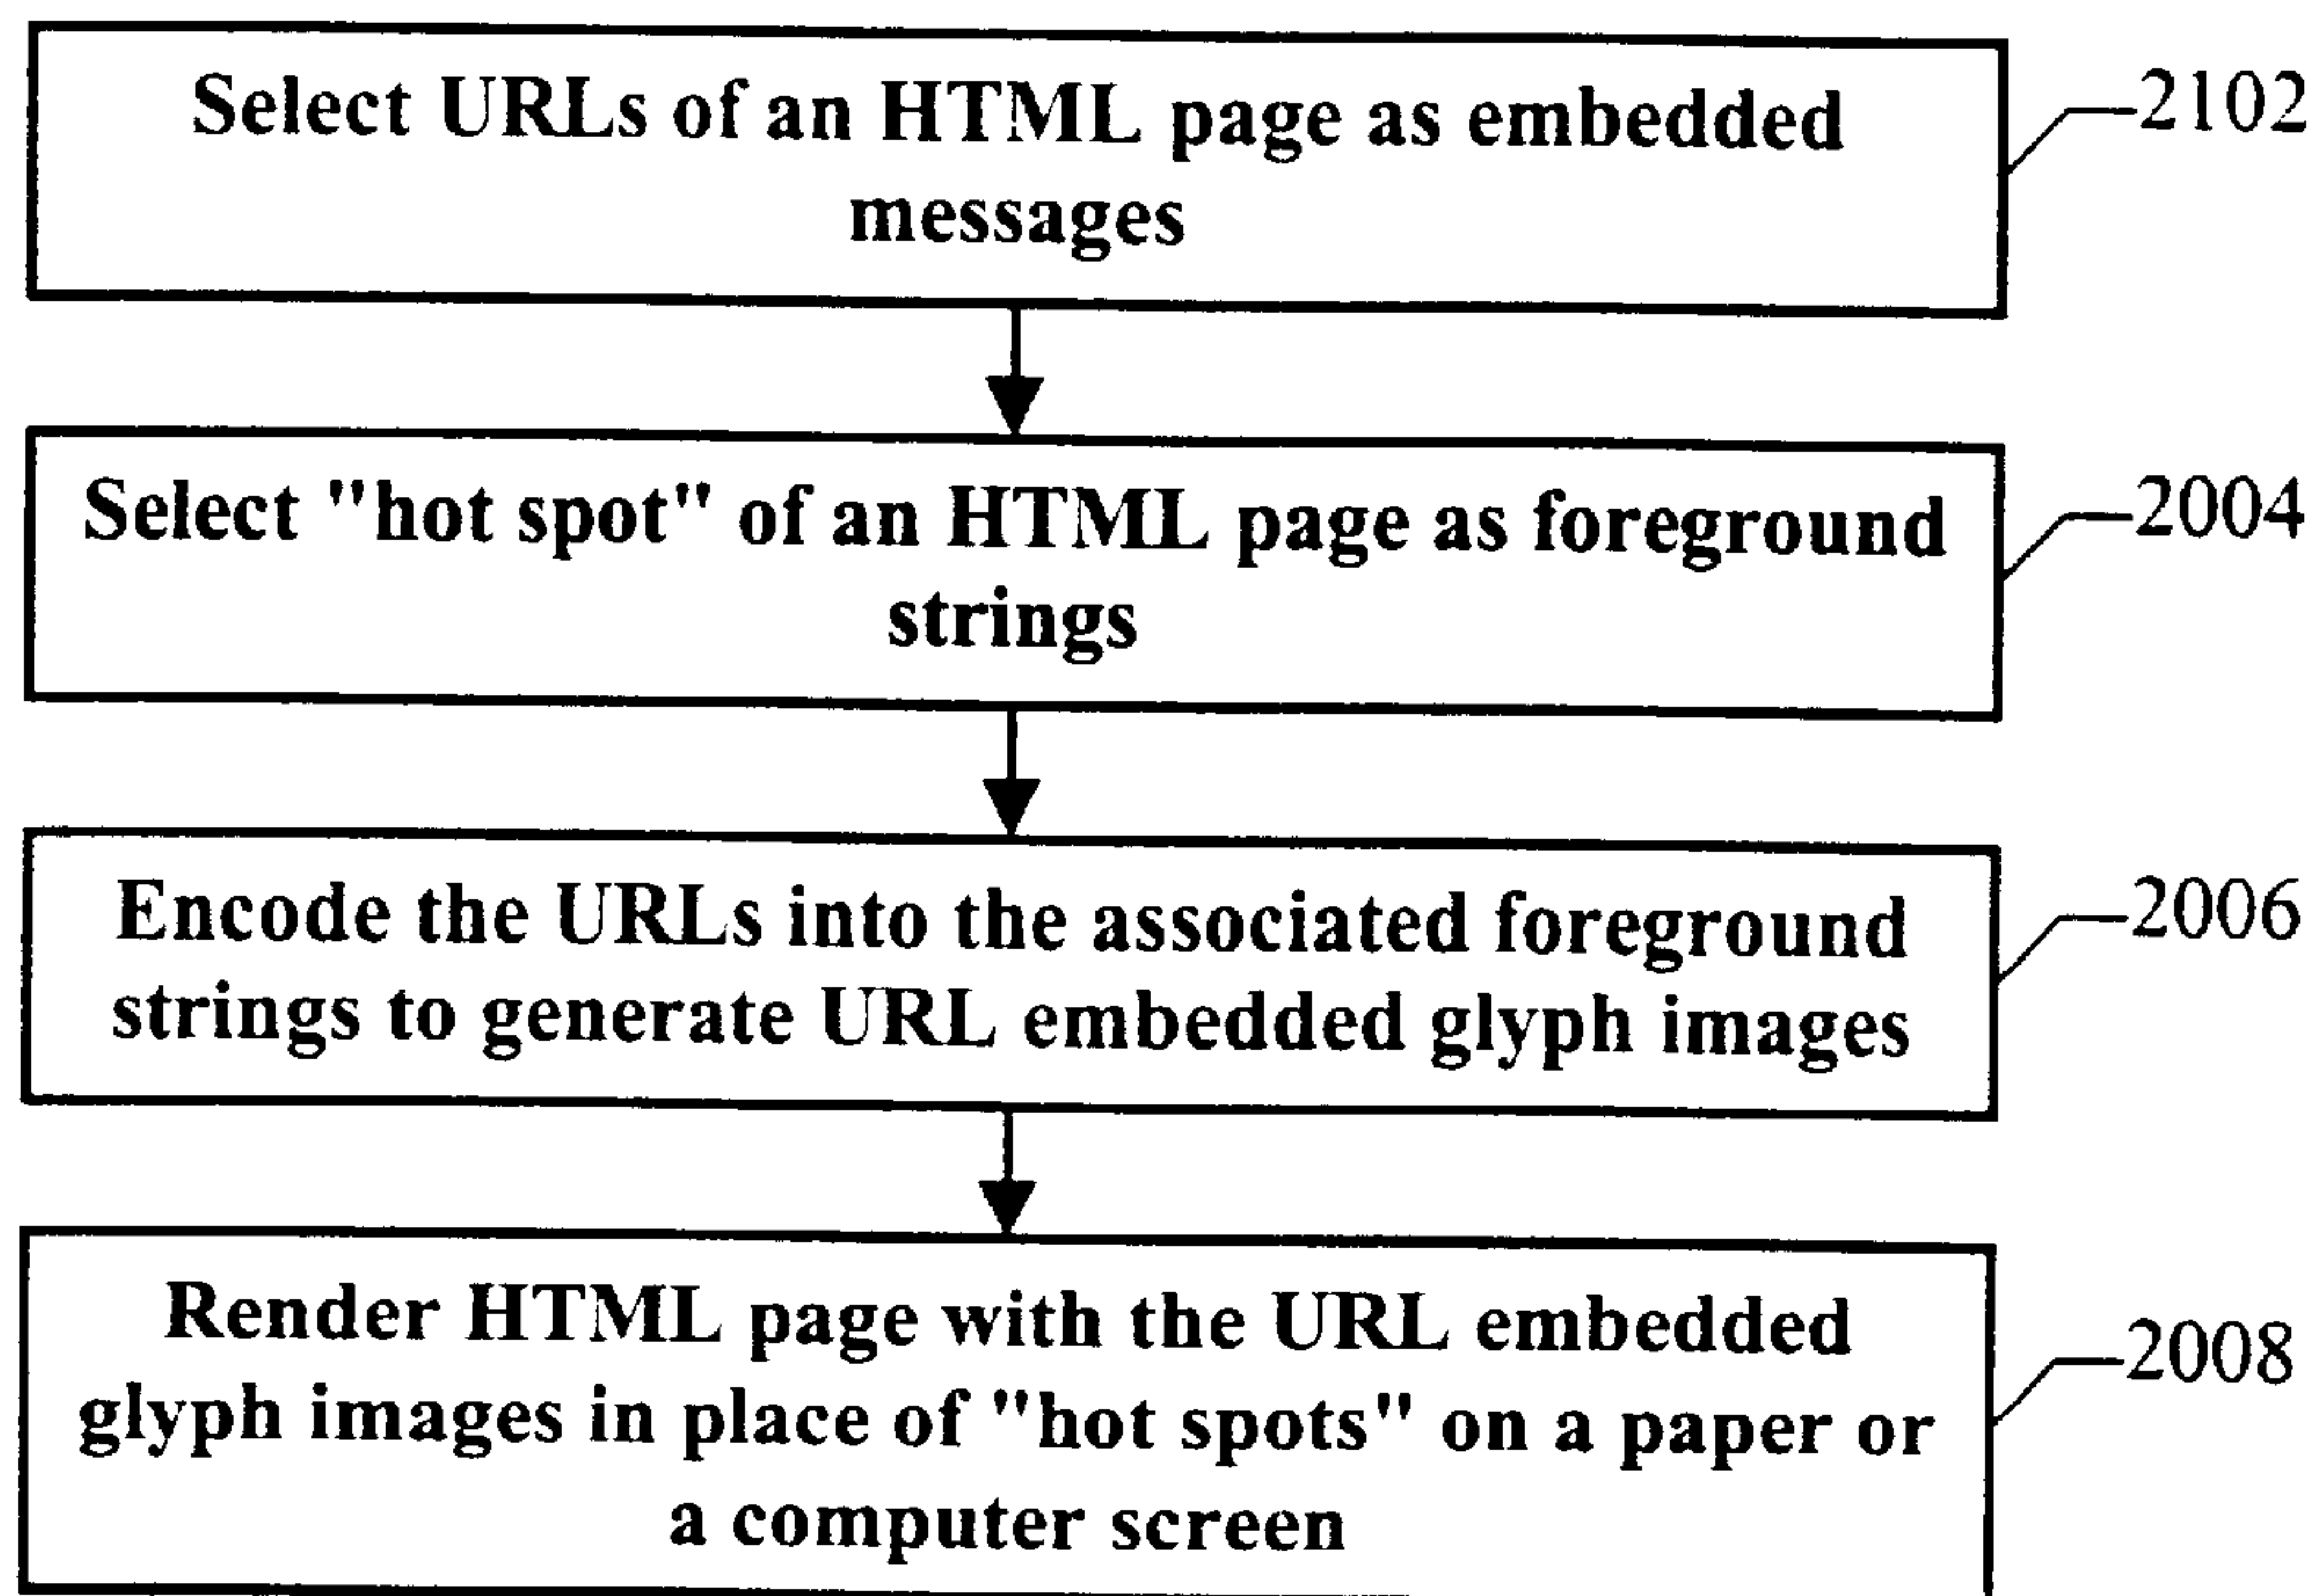 Select URLs of an HTML page as embedded
messages
2102
Select "hot spot" of an HTML page as foreground
strings
2004
Encode the URLs into the associated foreground
strings to generate URL embedded glyph images
2006
Render HTML page with the URL embedded
glyph images in place of "hot spots" on a paper or
a computer screen
2008